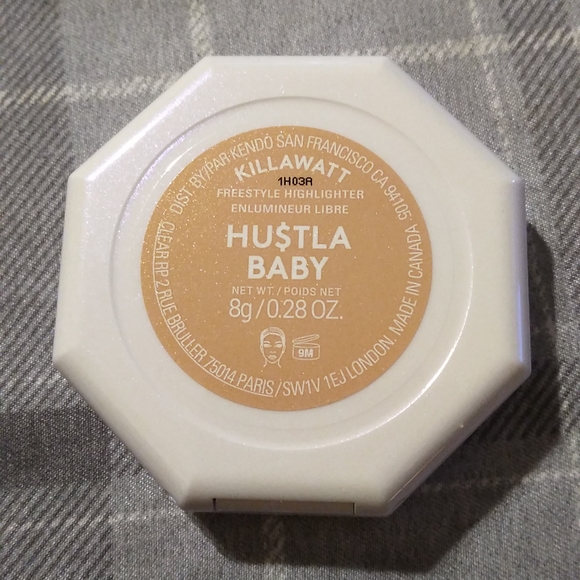 DIST. BY/PAR KENDO SAN FRANCISCO CA 94105. MADE IN CANADA
KILLAWATT
1H03A
FREESTYLE HIGHLIGHTER
ENLUMINEUR LIBRE
HU$TLA
BABY
NET WT. / POIDS NET
8g / 0.28 OZ.
9M
CLEAR RP 2, RUE BRULLER 75014 PARIS / SW1V 1EJ LONDON.